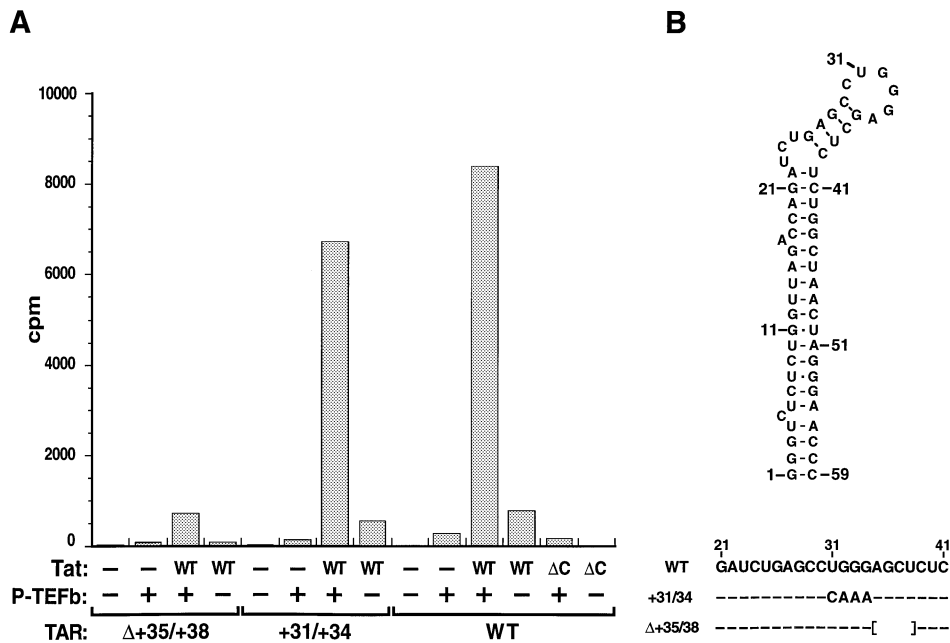 A
B
10000
8000
6000
4000
2000
0
cpm
Tat: – – WT WT – – WT WT – – WT WT ΔC ΔC
P-TEFb: – + + – – + + – – + + – + –
TAR: Δ+35/+38 +31/+34 WT
31
U
G
G
G
A
C
C
G
A
G
U
C
U
G
C
U
C
U
A-U
21-G-C-41
A-U
C-G
C-G
A
G-C
A-U
U-A
U-A
G-C
11-G·U
U-A-51
C-G
U·G
C-G
C
U-A
G-C
G-C
1-G-C-59
21 31 41
WT GAUCUGAGCCUGGGAGCUCUC
+31/34 -----------CAAA------
Δ+35/38 --------------[ ]---